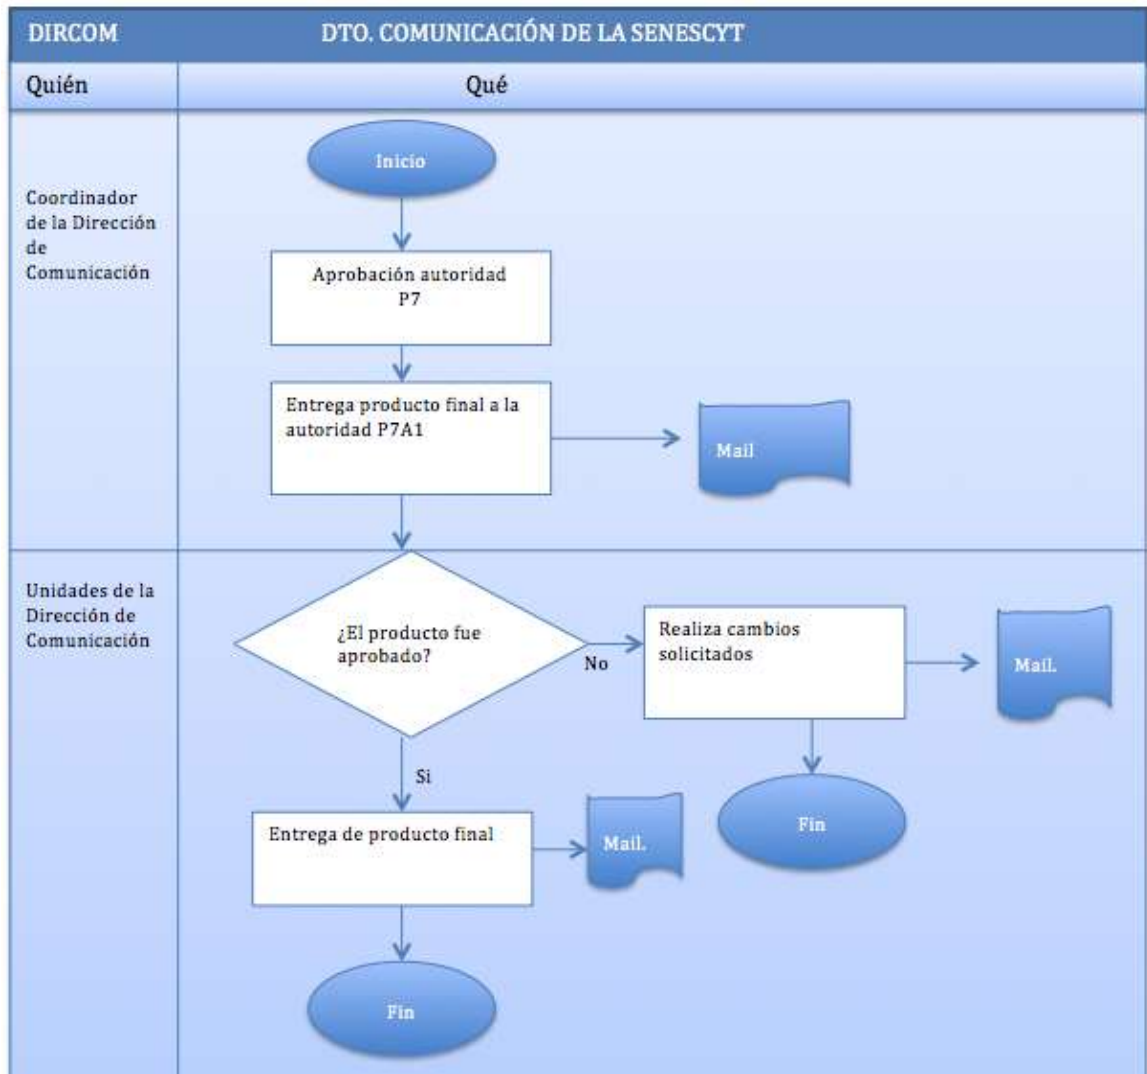 DIRCOM
DTO. COMUNICACIÓN DE LA SENESCYT
Quién
Qué
Coordinador
de la Dirección
de
Comunicación
Inicio
Aprobación autoridad
P7
Entrega producto final a la
autoridad P7A1
Mail
Unidades de la
Dirección de
Comunicación
¿El producto fue
aprobado?
No
Realiza cambios
solicitados
Mail.
Si
Fin
Entrega de producto final
Mail.
Fin